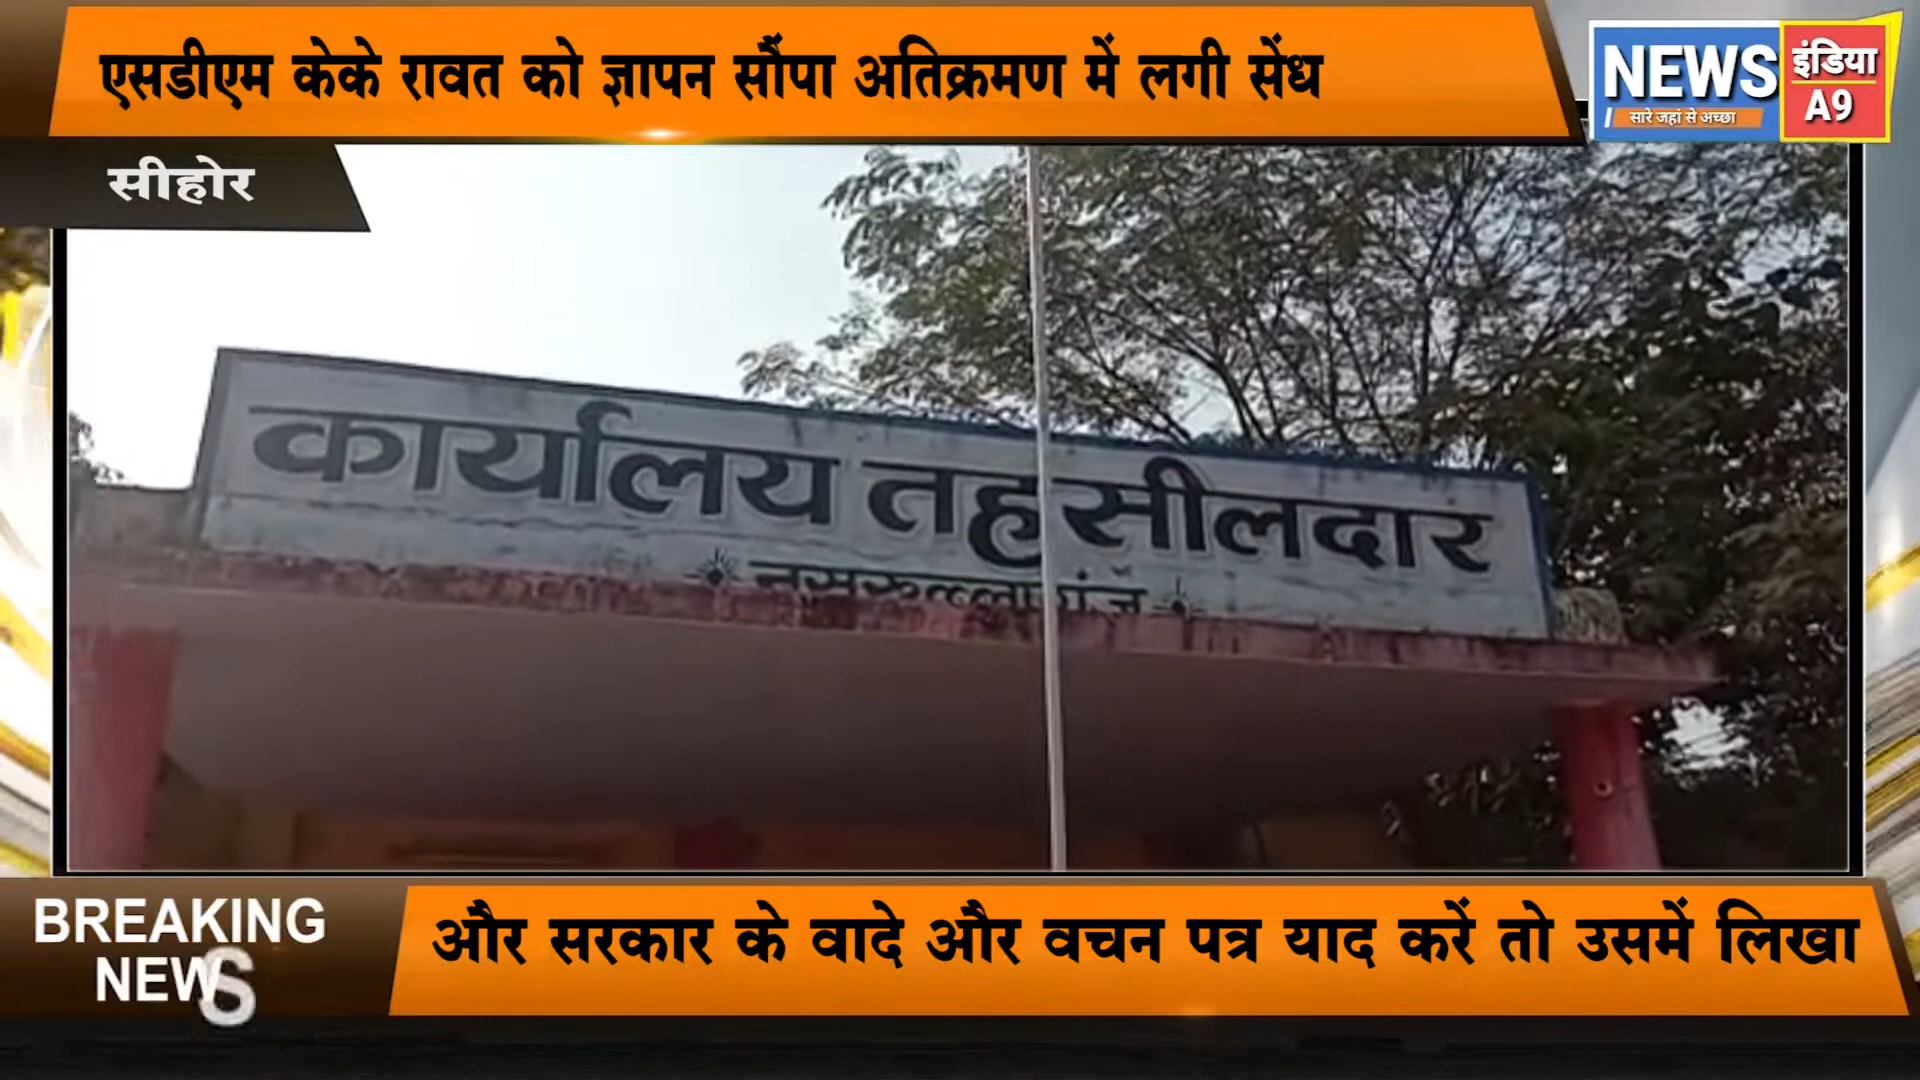 एसडीएम केके रावत को ज्ञापन सौंपा अतिक्रमण में लगी सेंध
NEWS
सारे जहां से अच्छा
इंडिया
A9
सीहोर
कार्यालय तहसीलदार
नसरुल्लागंज
BREAKING
NEWS
और सरकार के वादे और वचन पत्र याद करें तो उसमें लिखा